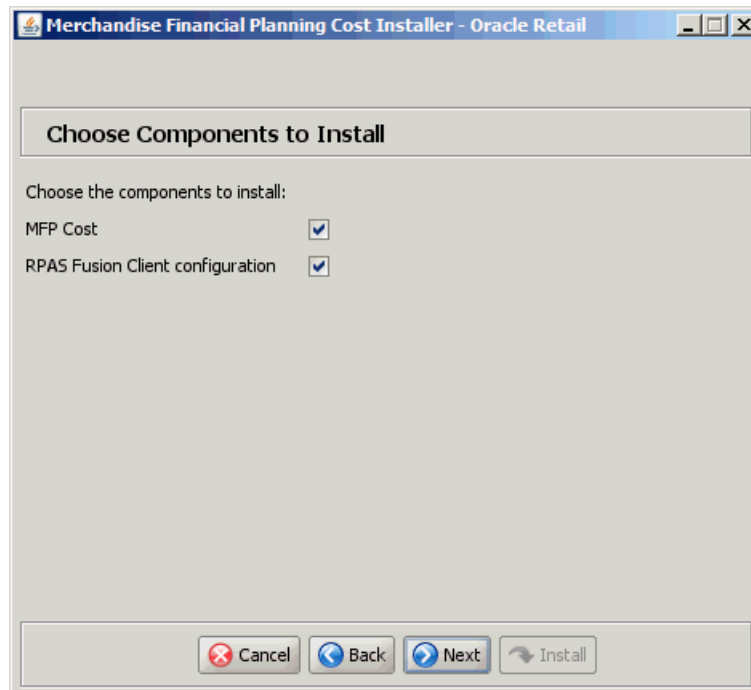 Merchandise Financial Planning Cost Installer - Oracle Retail
Choose Components to Install
Choose the components to install:
MFP Cost
RPAS Fusion Client configuration
Cancel Back Next Install